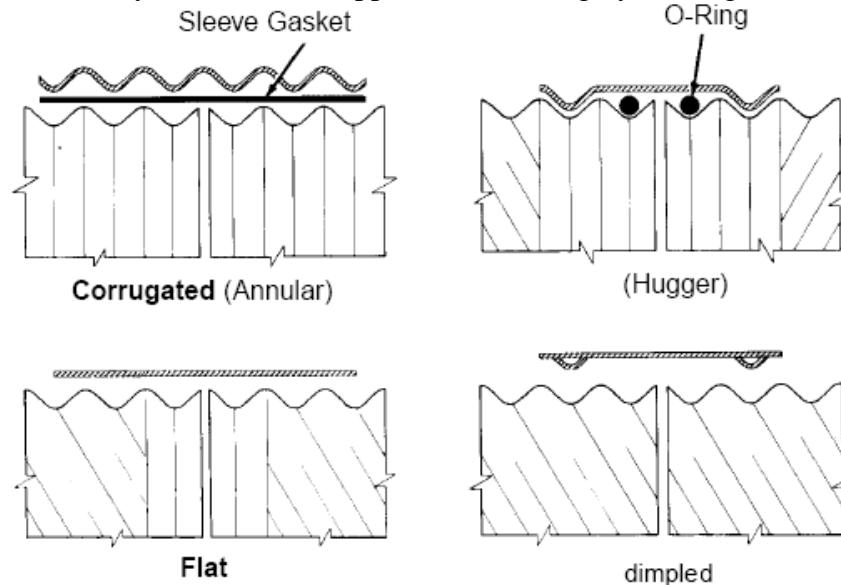 Sleeve Gasket
O-Ring
Corrugated (Annular)
(Hugger)
Flat
dimpled